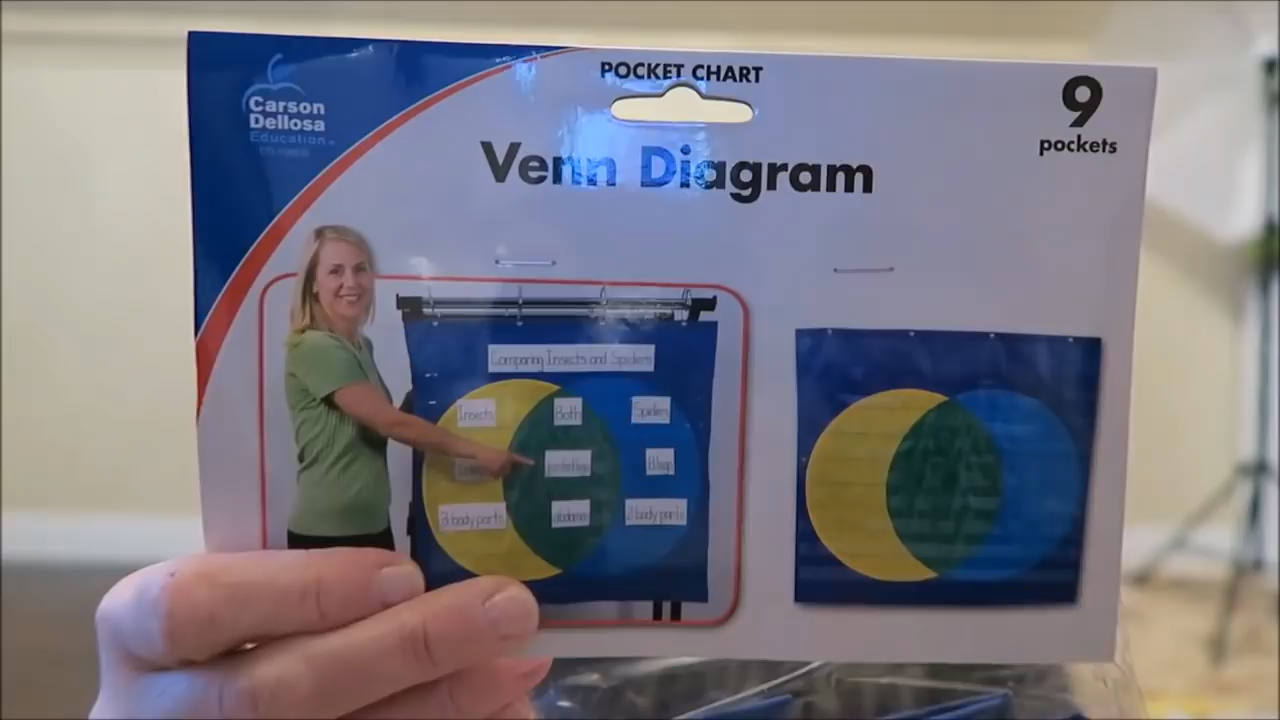 POCKET CHART
9
pockets
Carson
Dellosa
Education
Venn Diagram
Comparing Insects and Spiders
Insects
Both
Spiders
8 legs
3 body parts
abdomen
2 body parts